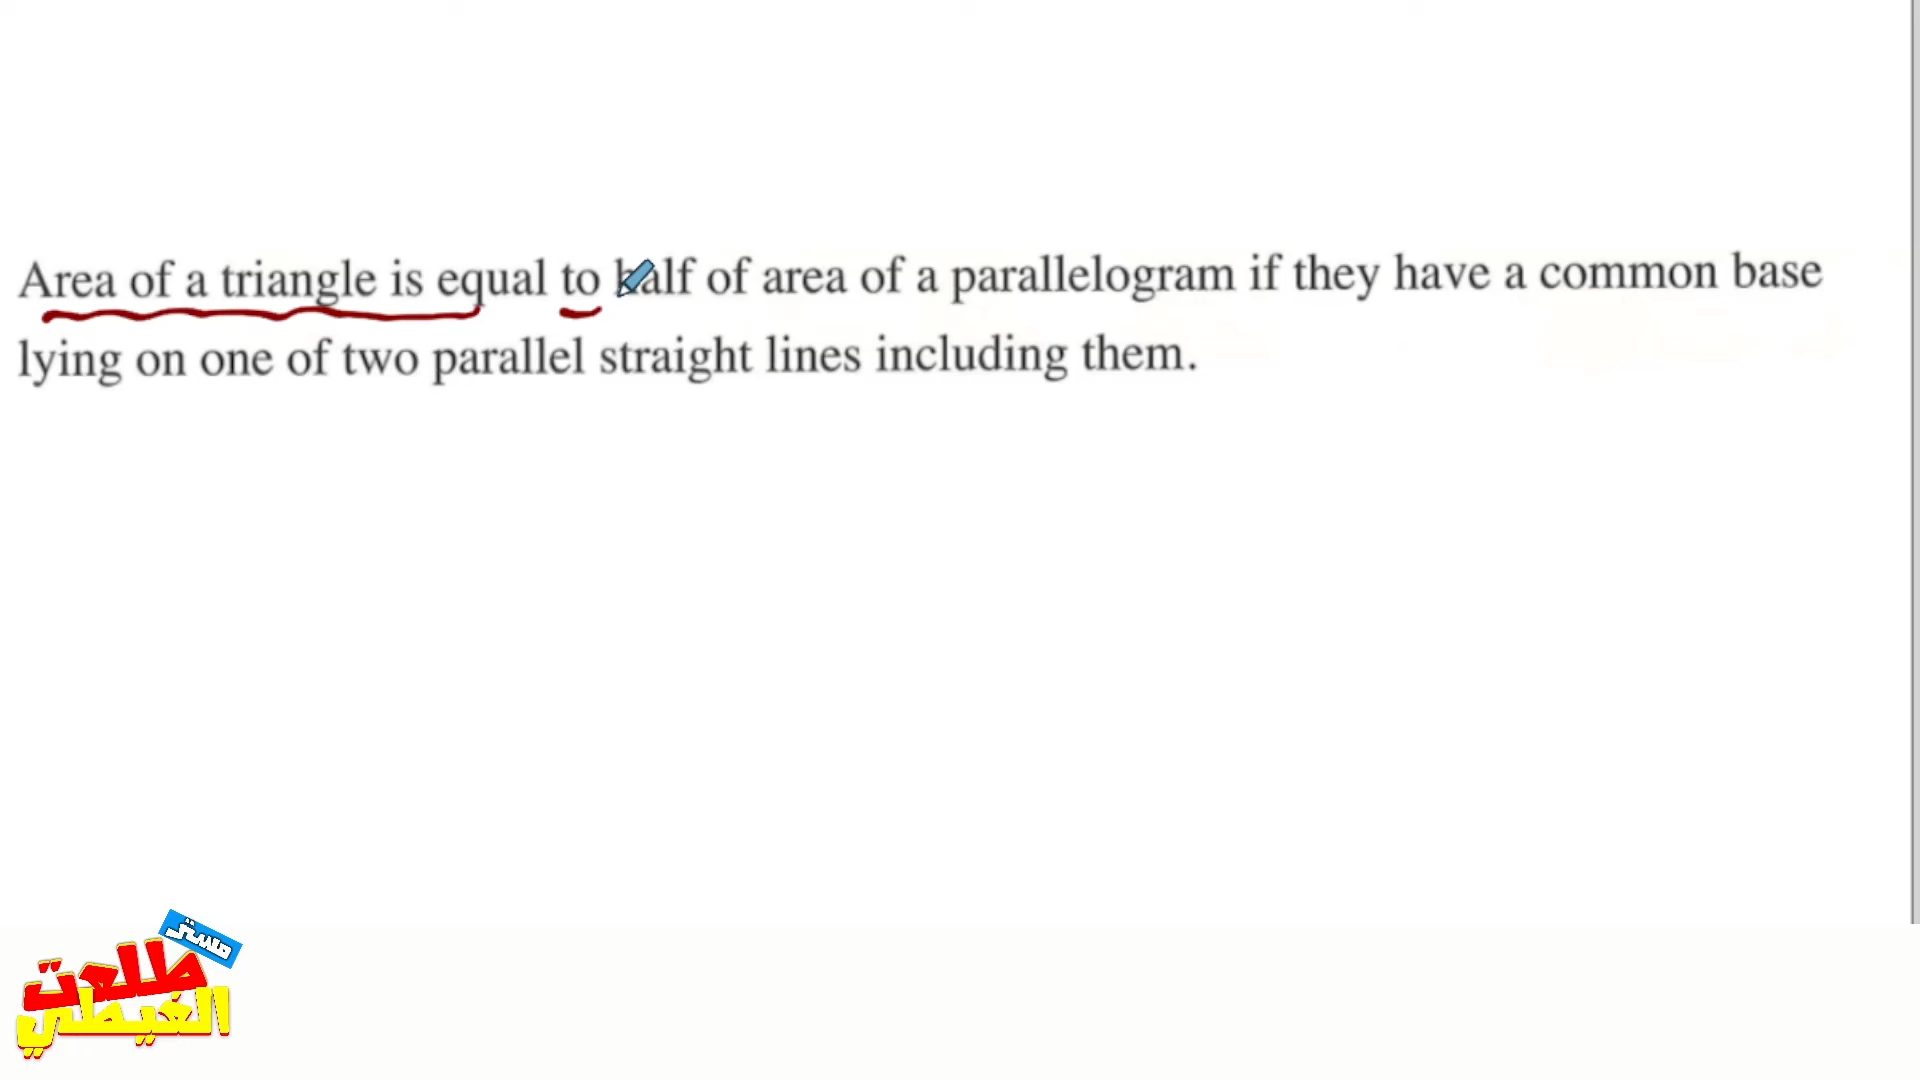 Area of a triangle is equal to half of area of a parallelogram if they have a common base
lying on one of two parallel straight lines including them.
مستر
طلعت
الغيطي